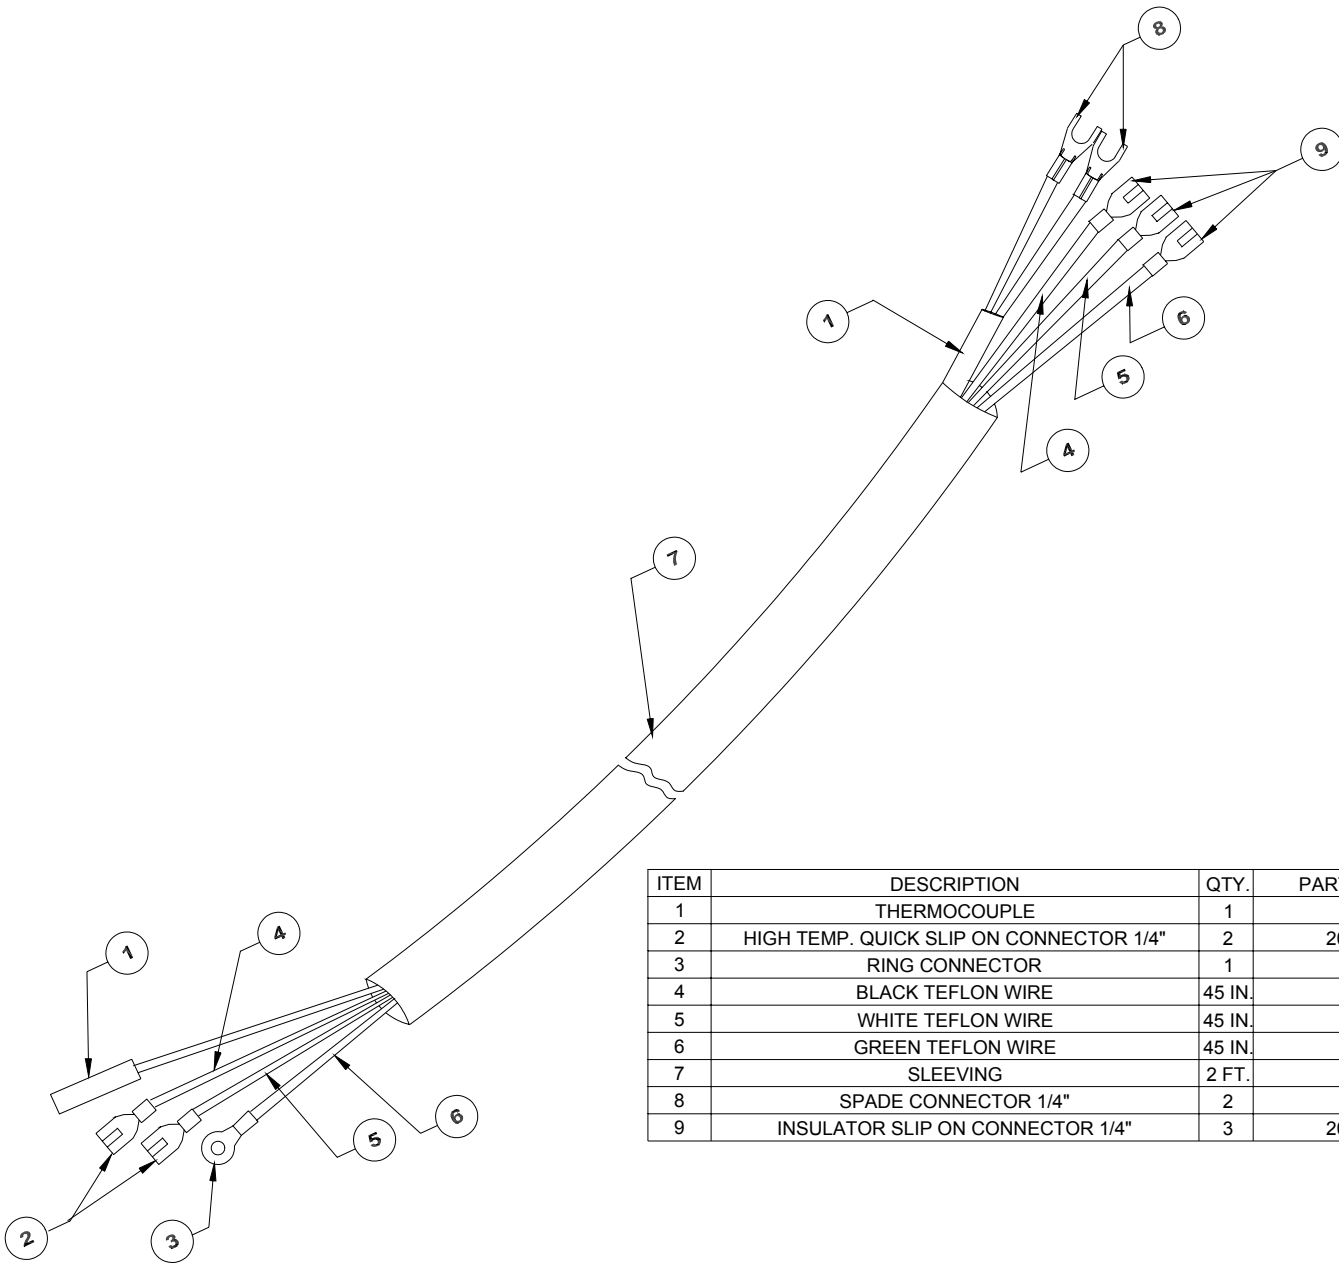 8
9
1
6
5
4
7
ITEM DESCRIPTION QTY.
1 THERMOCOUPLE 1
2 HIGH TEMP. QUICK SLIP ON CONNECTOR 1/4" 2
3 RING CONNECTOR 1
4 BLACK TEFLON WIRE 45 IN.
5 WHITE TEFLON WIRE 45 IN.
6 GREEN TEFLON WIRE 45 IN.
7 SLEEVING 2 FT.
8 SPADE CONNECTOR 1/4" 2
9 INSULATOR SLIP ON CONNECTOR 1/4" 3
4
1
6
5
2
3